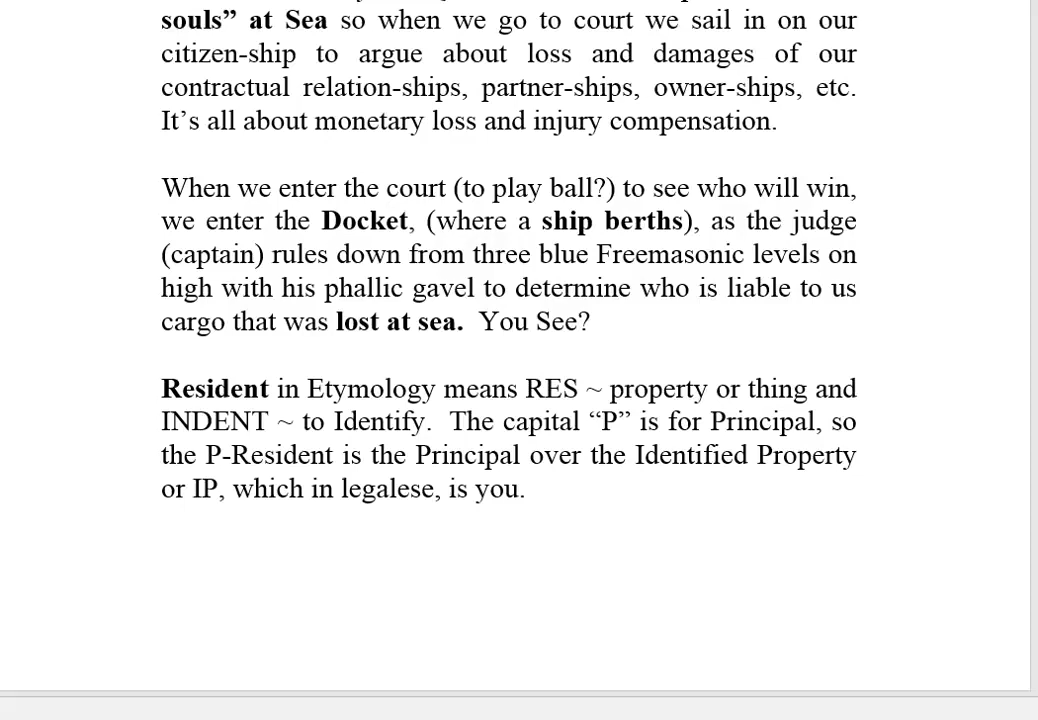 souls” at Sea so when we go to court we sail in on our
citizen-ship to argue about loss and damages of our
contractual relation-ships, partner-ships, owner-ships, etc.
It’s all about monetary loss and injury compensation.
When we enter the court (to play ball?) to see who will win,
we enter the Docket, (where a ship berths), as the judge
(captain) rules down from three blue Freemasonic levels on
high with his phallic gavel to determine who is liable to us
cargo that was lost at sea.  You See?
Resident in Etymology means RES ~ property or thing and
INDENT ~ to Identify.  The capital “P” is for Principal, so
the P-Resident is the Principal over the Identified Property
or IP, which in legalese, is you.